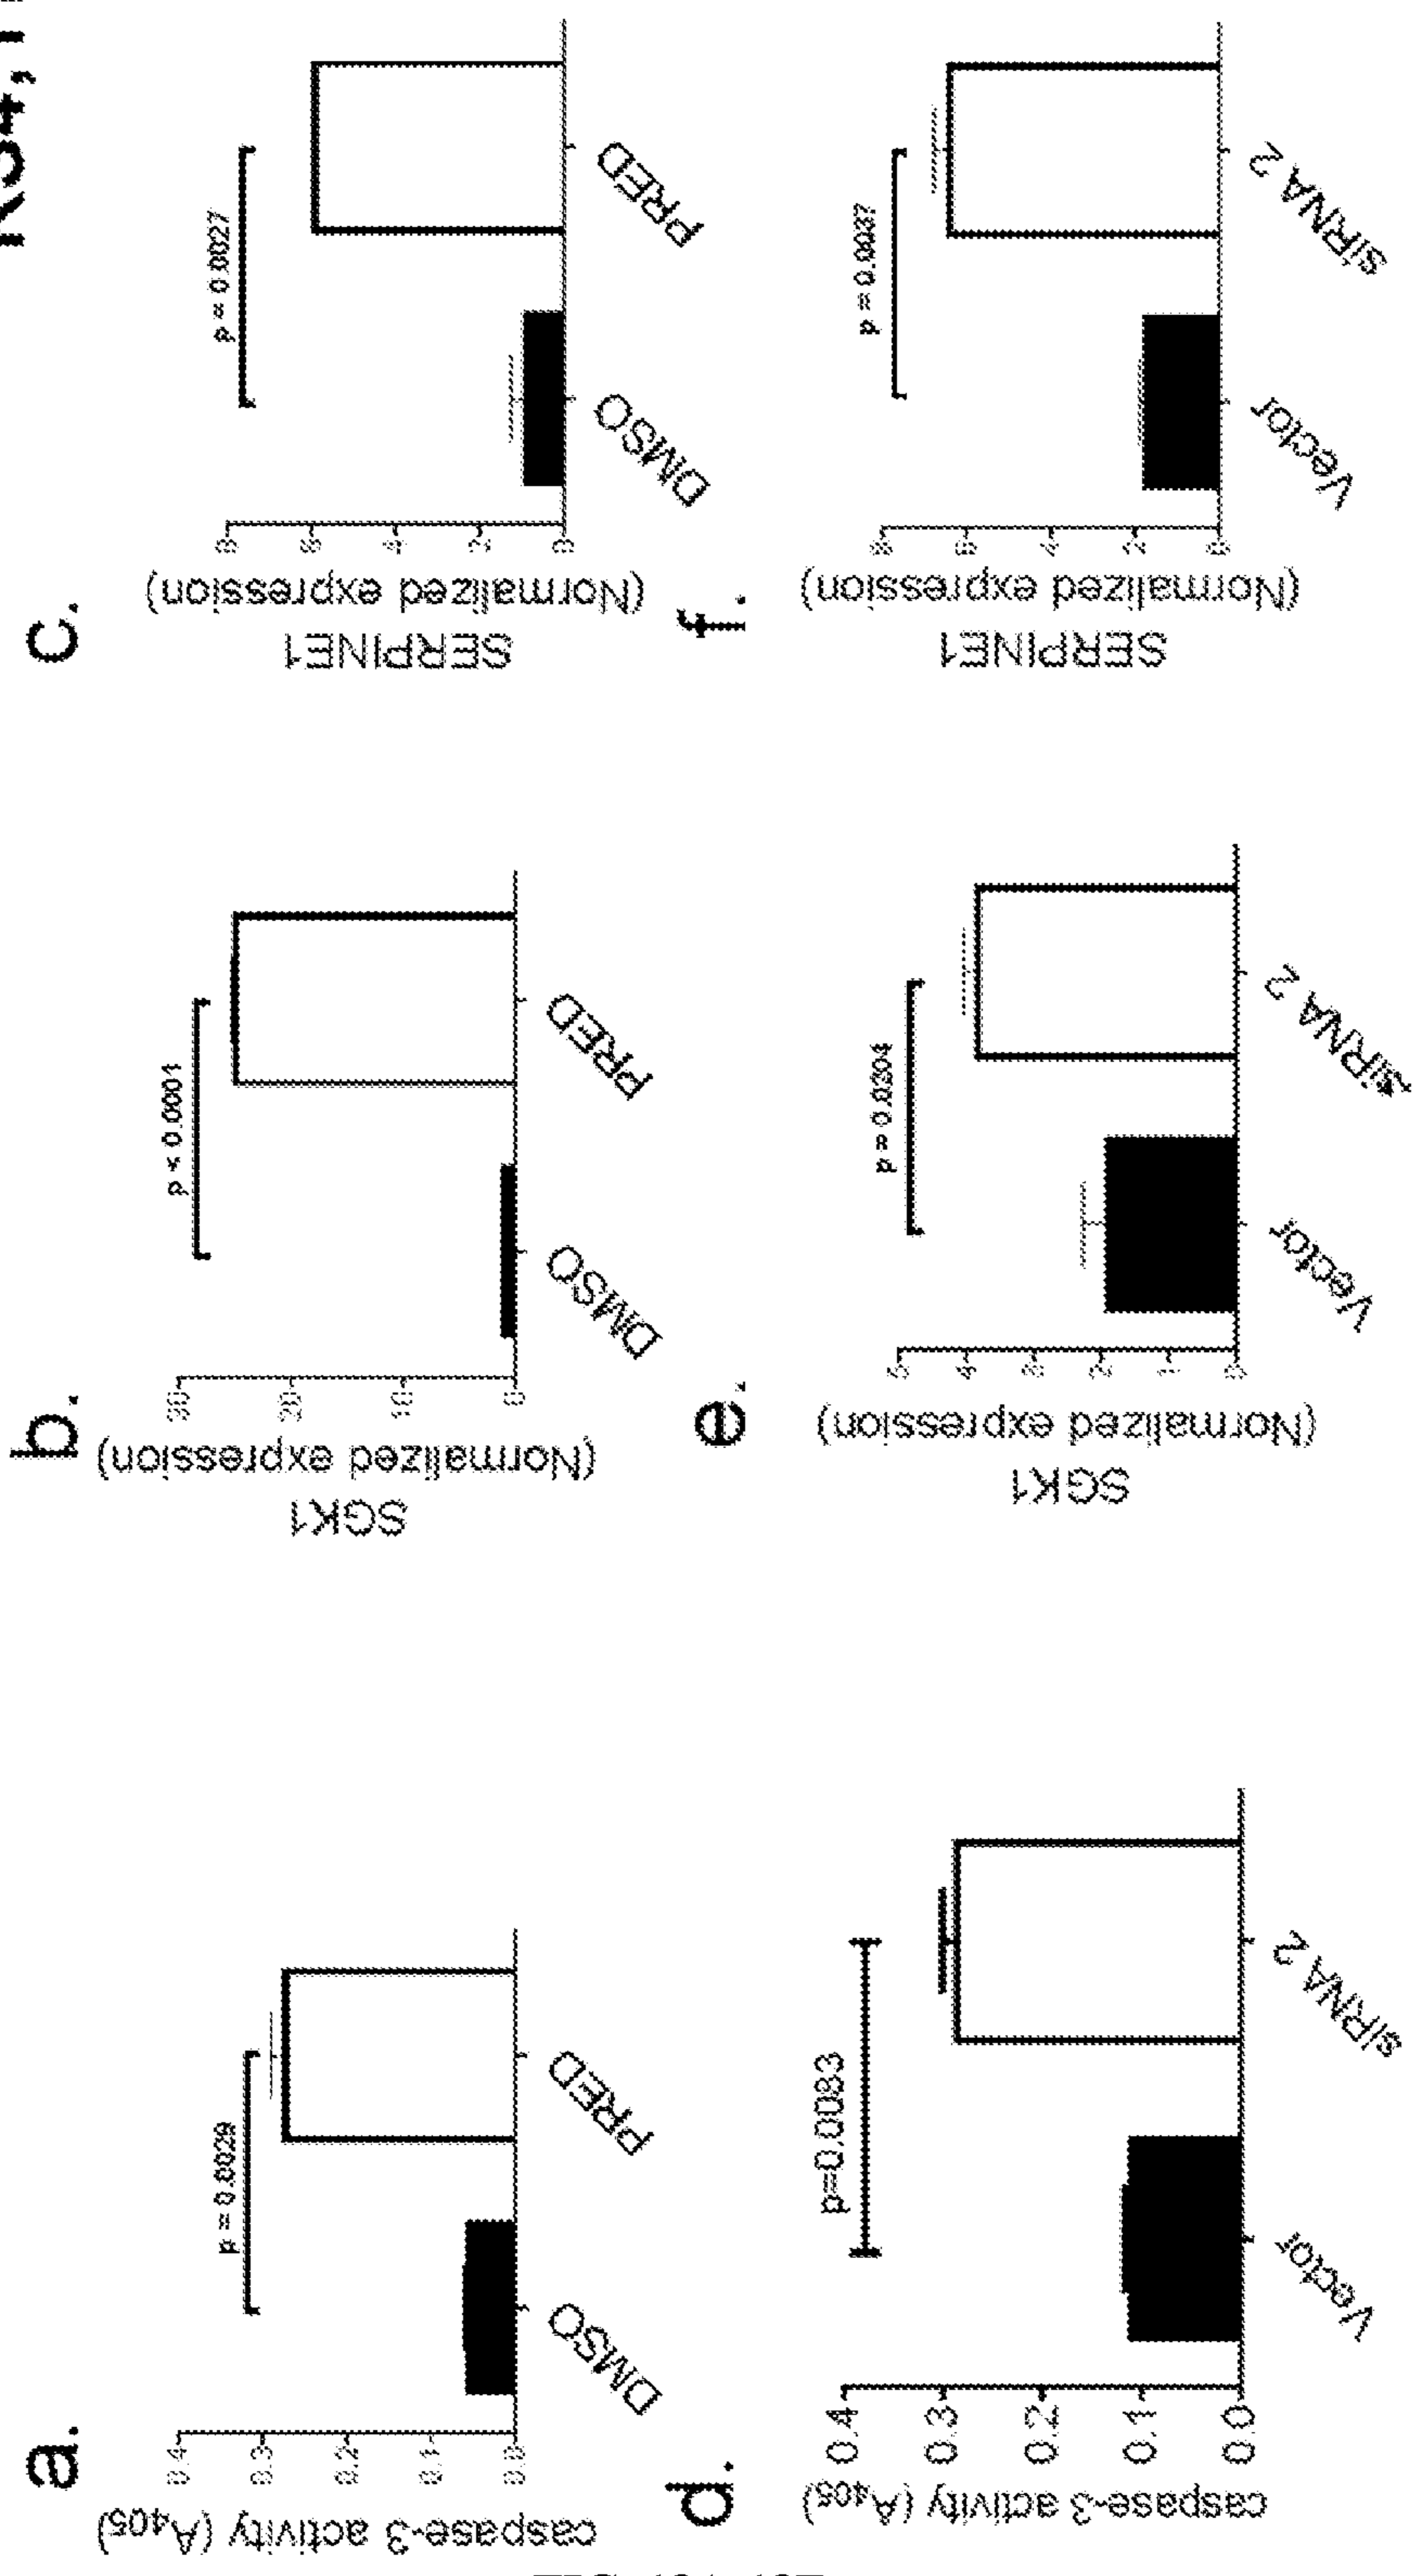 a.
caspase-3 activity (A405)
0.4
0.3
0.2
0.1
0.0
p = 0.0029
DMSO
PRED
b.
SGK1
(Normalized expression)
30
20
10
0
p < 0.0001
DMSO
PRED
c.
SERPINE1
(Normalized expression)
8
6
4
2
0
p = 0.0027
DMSO
PRED
d.
caspase-3 activity (A405)
0.4
0.3
0.2
0.1
0.0
p=0.0083
Vector
siRNA 2
e.
SGK1
(Normalized expression)
5
4
3
2
1
0
p = 0.0204
Vector
siRNA 2
f.
SERPINE1
(Normalized expression)
8
6
4
2
0
p = 0.0037
Vector
siRNA 2